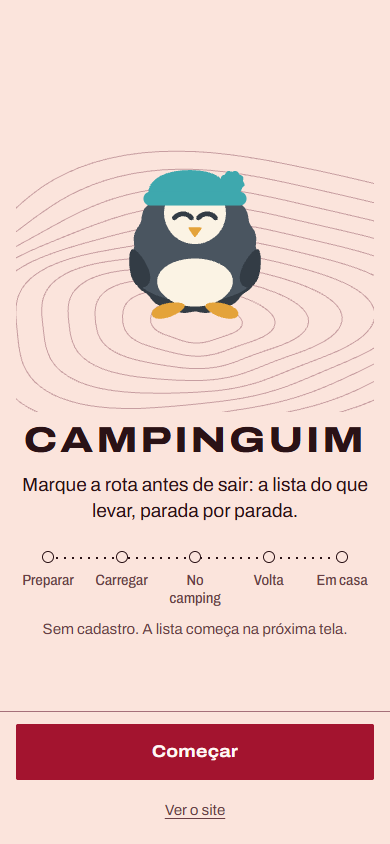 CAMPINGUIM
Marque a rota antes de sair: a lista do que
levar, parada por parada.
Preparar Carregar No camping Volta Em casa
Sem cadastro. A lista começa na próxima tela.
Começar
Ver o site